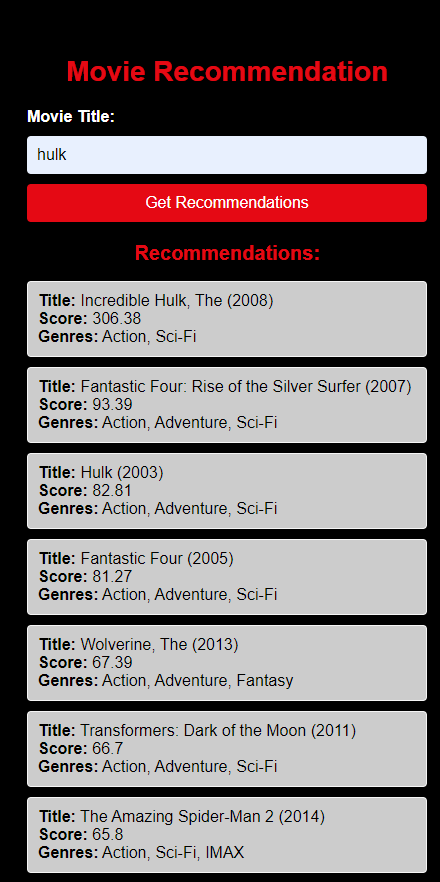 Movie Recommendation
Movie Title:
hulk
Get Recommendations
Recommendations:
Title: Incredible Hulk, The (2008)
Score: 306.38
Genres: Action, Sci-Fi
Title: Fantastic Four: Rise of the Silver Surfer (2007)
Score: 93.39
Genres: Action, Adventure, Sci-Fi
Title: Hulk (2003)
Score: 82.81
Genres: Action, Adventure, Sci-Fi
Title: Fantastic Four (2005)
Score: 81.27
Genres: Action, Adventure, Sci-Fi
Title: Wolverine, The (2013)
Score: 67.39
Genres: Action, Adventure, Fantasy
Title: Transformers: Dark of the Moon (2011)
Score: 66.7
Genres: Action, Adventure, Sci-Fi
Title: The Amazing Spider-Man 2 (2014)
Score: 65.8
Genres: Action, Sci-Fi, IMAX